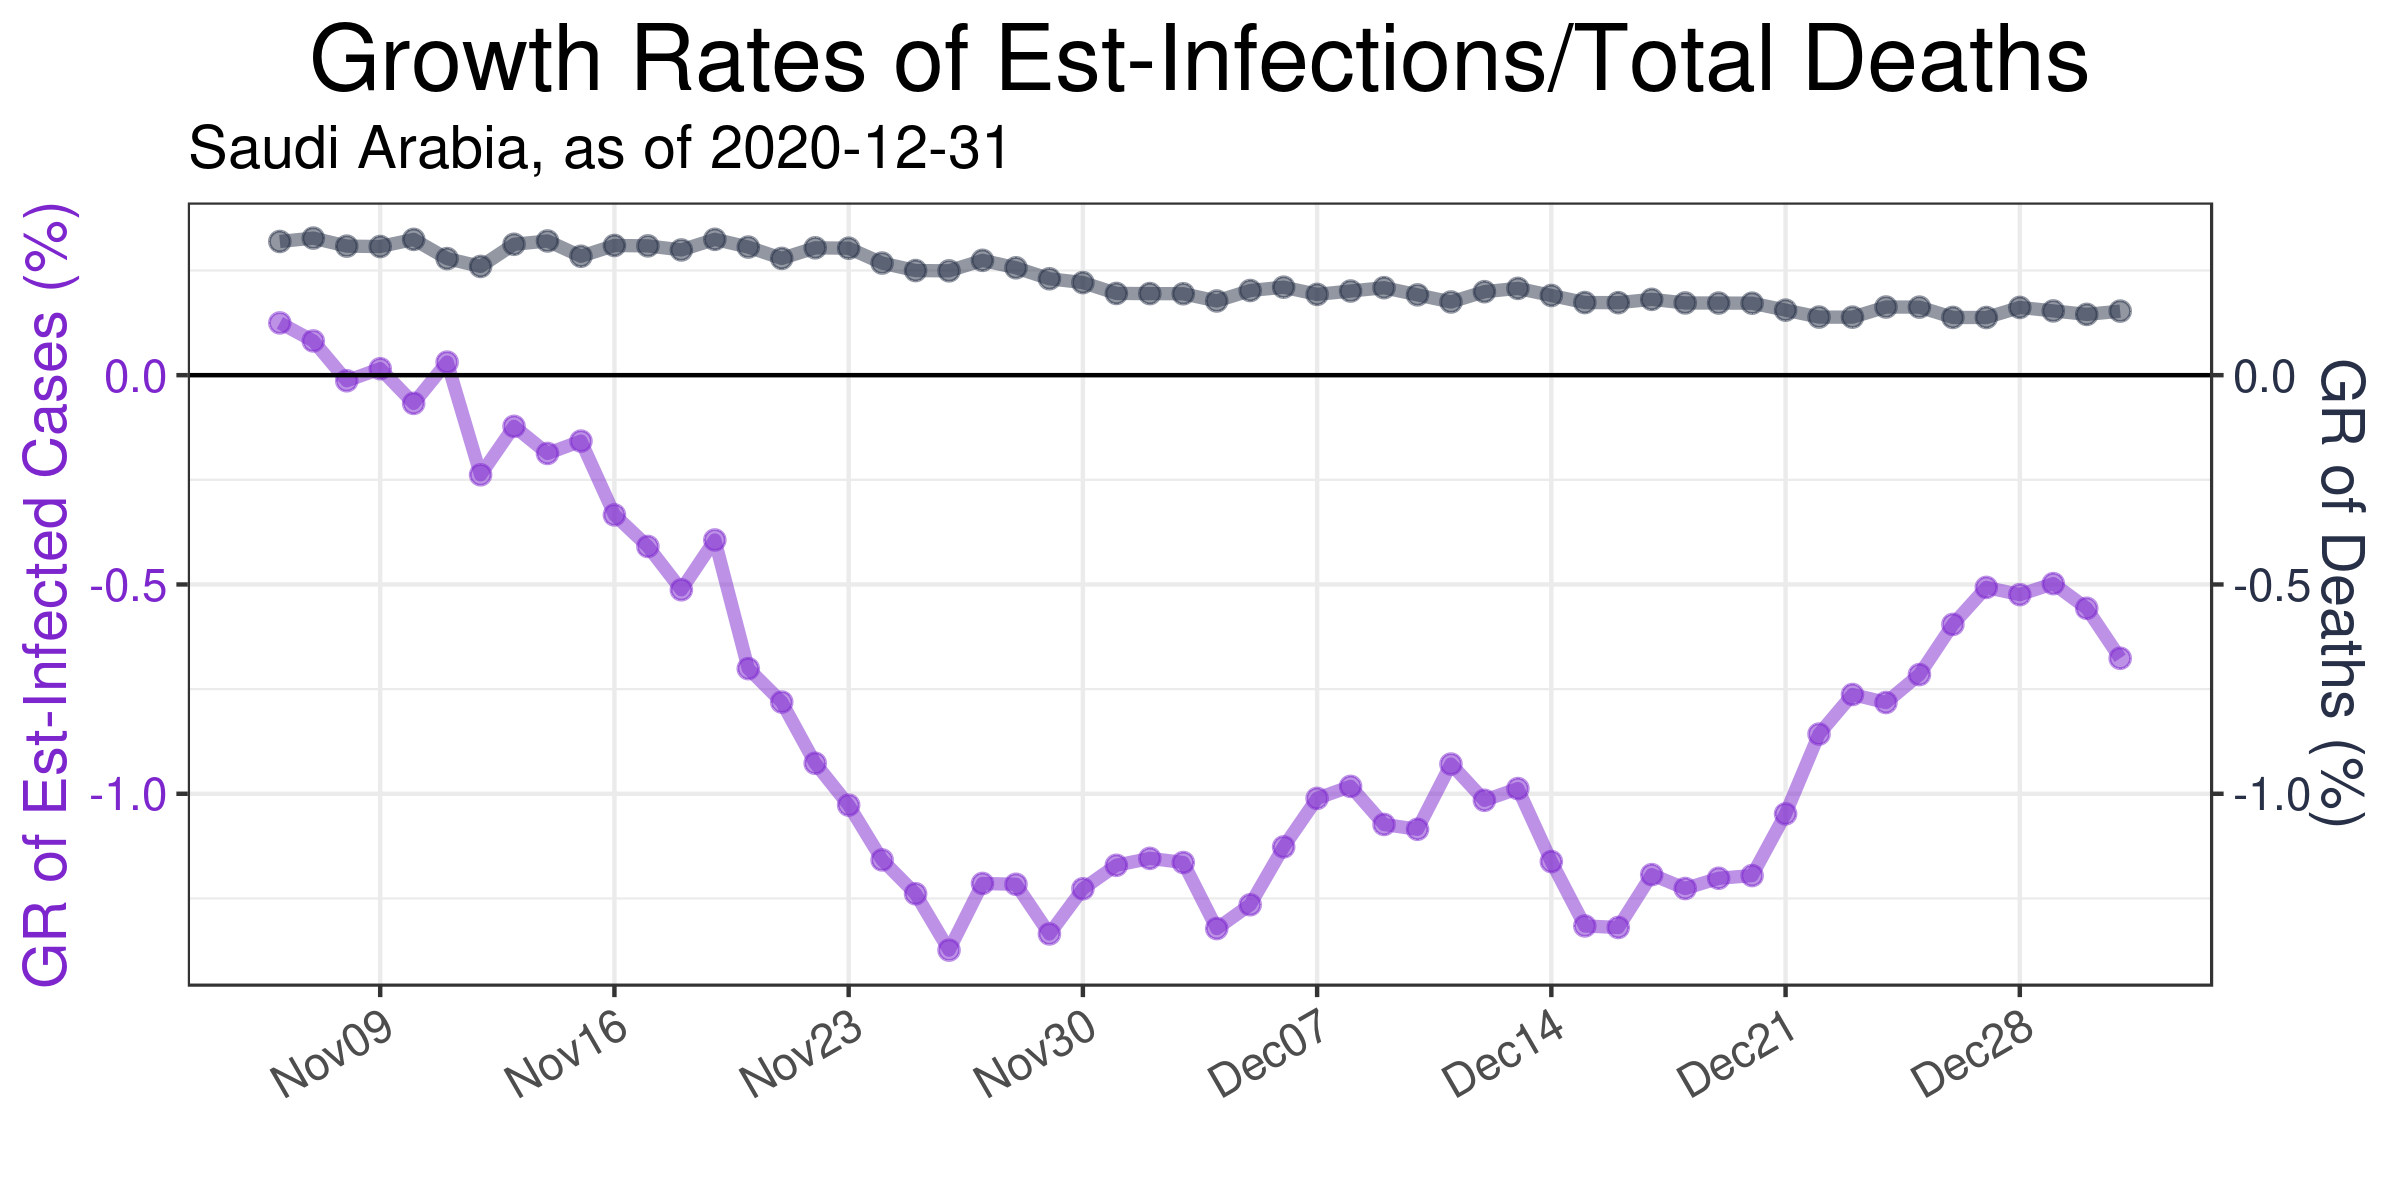 Growth Rates of Est-Infections/Total Deaths
Saudi Arabia, as of 2020-12-31
GR of Est-Infected Cases (%)
0.0
-0.5
-1.0
0.0
-0.5
-1.0
GR of Deaths (%)
Nov09
Nov16
Nov23
Nov30
Dec07
Dec14
Dec21
Dec28